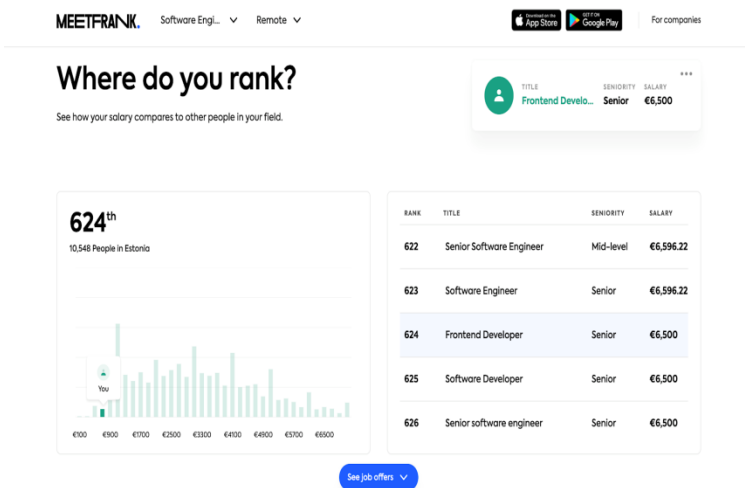 MEETFRANK.
Software Engi...
Remote
Download on the
App Store
GET IT ON
Google Play
For companies
Where do you rank?
See how your salary compares to other people in your field.
TITLE SENIORITY SALARY
Frontend Develo... Senior €6,500
624th
10,548 People in Estonia
You
€100 €900 €1700 €2500 €3300 €4100 €4900 €5700 €6500
RANK TITLE SENIORITY SALARY
622 Senior Software Engineer Mid-level €6,596.22
623 Software Engineer Senior €6,596.22
624 Frontend Developer Senior €6,500
625 Software Developer Senior €6,500
626 Senior software engineer Senior €6,500
See job offers